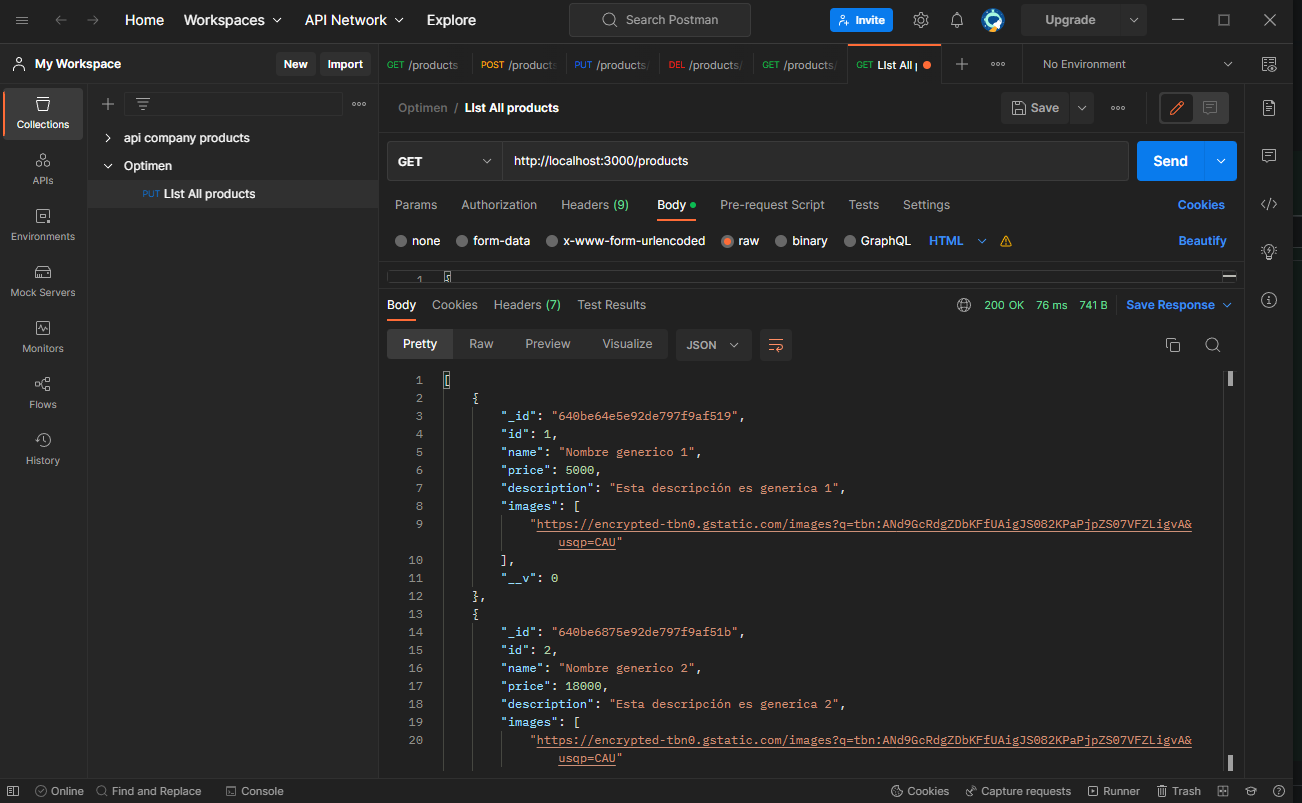 Home Workspaces API Network Explore Search Postman Invite Upgrade
My Workspace New Import GET /products POST /product PUT /products/ DEL /products/ GET /products/ GET LIst All No Environment
Optimen / LIst All products Save
Collections
APIs
Environments
Mock Servers
Monitors
Flows
History
api company products
Optimen
PUT LIst All products
GET http://localhost:3000/products Send
Params Authorization Headers (9) Body Pre-request Script Tests Settings Cookies
none form-data x-www-form-urlencoded raw binary GraphQL HTML Beautify
1 {
Body Cookies Headers (7) Test Results 200 OK 76 ms 741 B Save Response
Pretty Raw Preview Visualize JSON
1 [
2 {
3 "_id": "640be64e5e92de797f9af519",
4 "id": 1,
5 "name": "Nombre generico 1",
6 "price": 5000,
7 "description": "Esta descripción es generica 1",
8 "images": [
9 "https://encrypted-tbn0.gstatic.com/images?q=tbn:ANd9GcRdgZDbKFfUAigJS082KPaPjpZS07VFZLigvA&
usqp=CAU"
10 ],
11 "__v": 0
12 },
13 {
14 "_id": "640be6875e92de797f9af51b",
15 "id": 2,
16 "name": "Nombre generico 2",
17 "price": 18000,
18 "description": "Esta descripción es generica 2",
19 "images": [
20 "https://encrypted-tbn0.gstatic.com/images?q=tbn:ANd9GcRdgZDbKFfUAigJS082KPaPjpZS07VFZLigvA&
usqp=CAU"
Online Find and Replace Console Cookies Capture requests Runner Trash